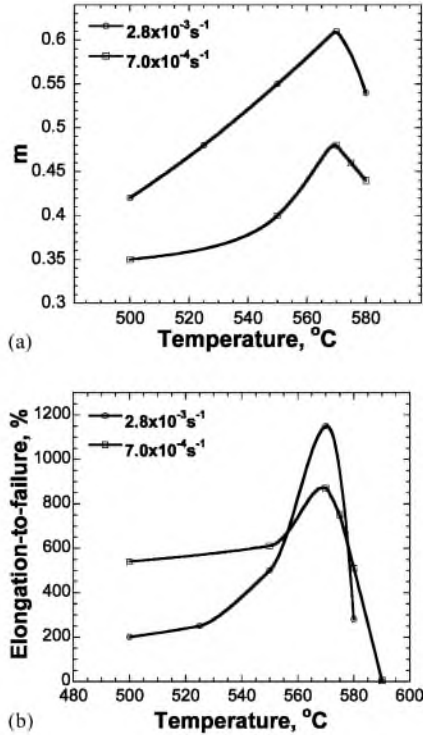 0.6
0.55
0.5
0.45
0.4
0.35
0.3
m
2.8x10⁻³s⁻¹
7.0x10⁻⁴s⁻¹
500 520 540 560 580
(a)
Temperature, °C
1200
1000
800
600
400
200
0
Elongation-to-failure, %
2.8x10⁻³s⁻¹
7.0x10⁻⁴s⁻¹
480 500 520 540 560 580 600
(b)
Temperature, °C